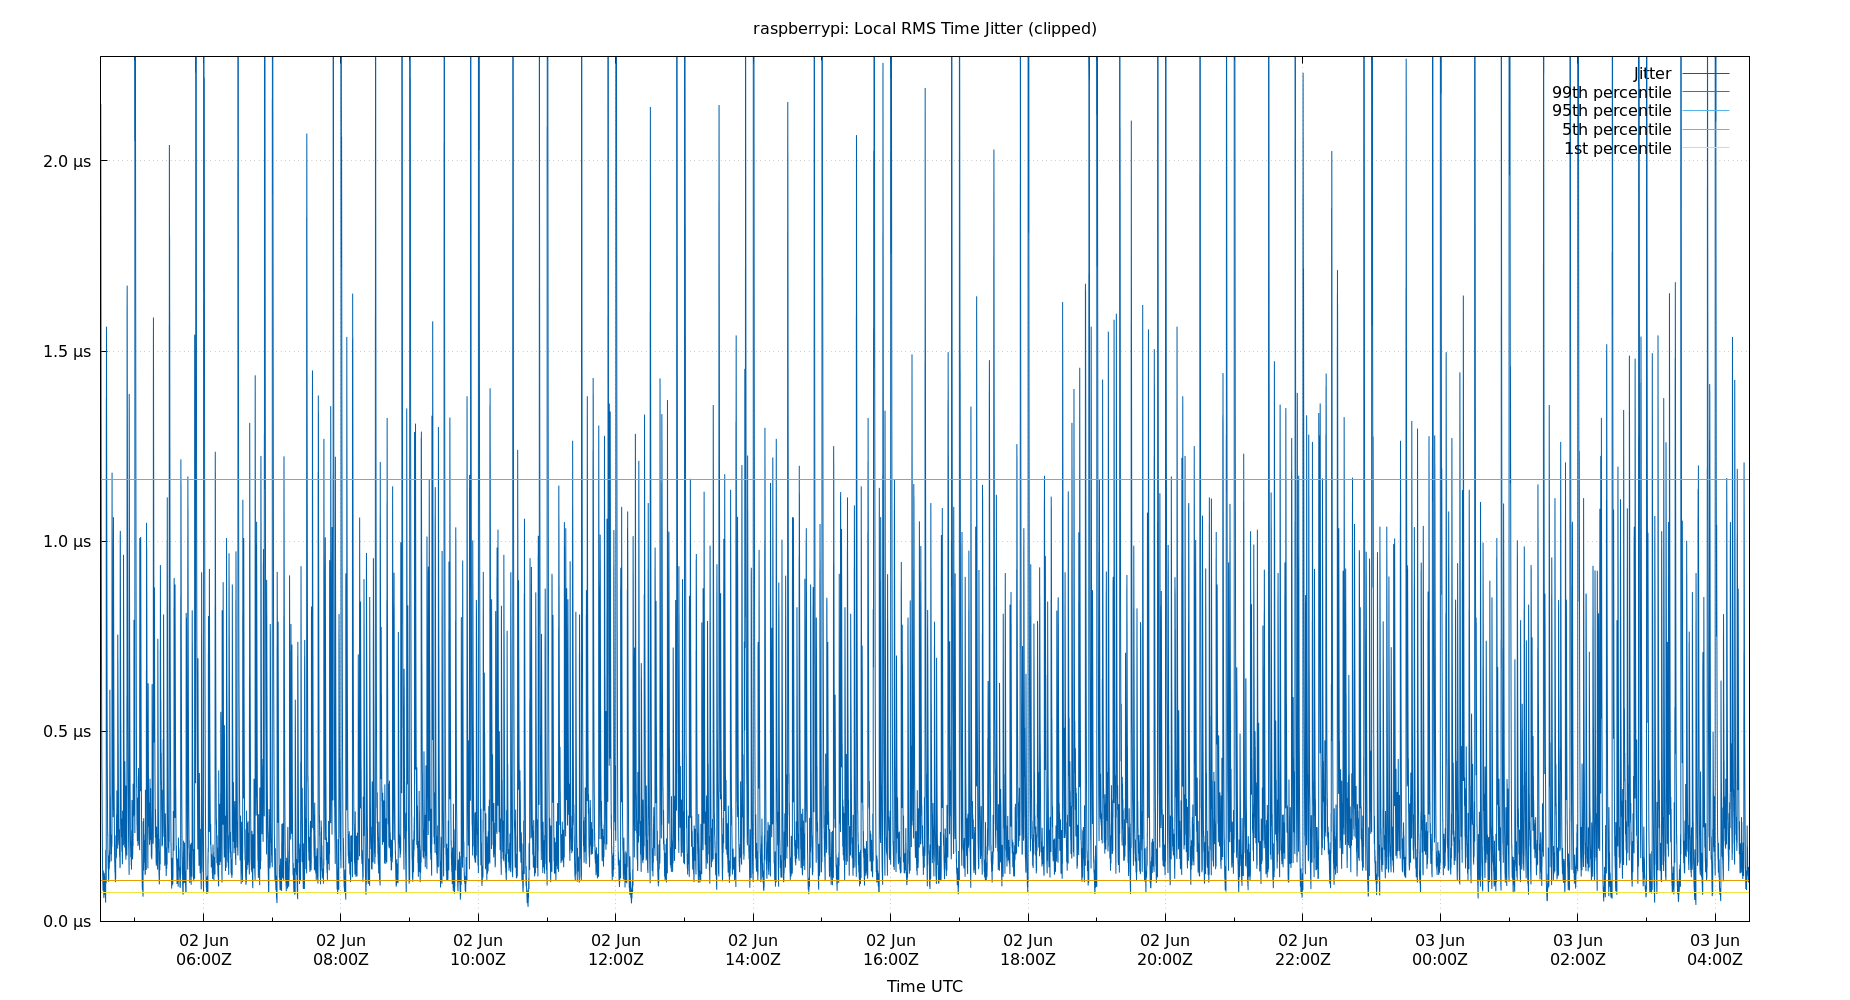 raspberrypi: Local RMS Time Jitter (clipped)
Jitter
99th percentile
95th percentile
5th percentile
1st percentile
2.0 µs
1.5 µs
1.0 µs
0.5 µs
0.0 µs
02 Jun 02 Jun 02 Jun 02 Jun 02 Jun 02 Jun 02 Jun 02 Jun 02 Jun 03 Jun 03 Jun 03 Jun
06:00Z 08:00Z 10:00Z 12:00Z 14:00Z 16:00Z 18:00Z 20:00Z 22:00Z 00:00Z 02:00Z 04:00Z
Time UTC